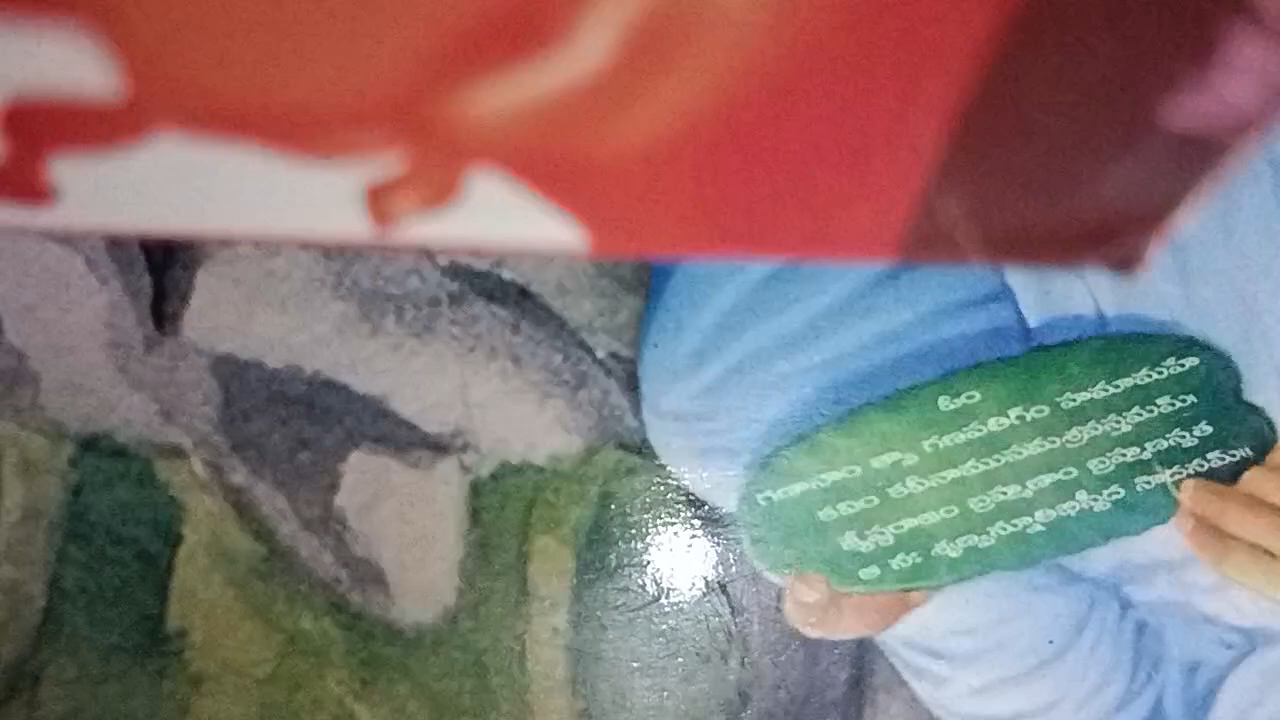 ఓం
గణానాం త్వా గణపతిగ్ం హవామహే
కవిం కవీనాముపమశ్రవస్తమమ్।
జ్యేష్ఠరాజం బ్రహ్మణాం బ్రహ్మణస్పత
ఆ నః శృణ్వన్నూతిభిస్సీద సాదనమ్॥